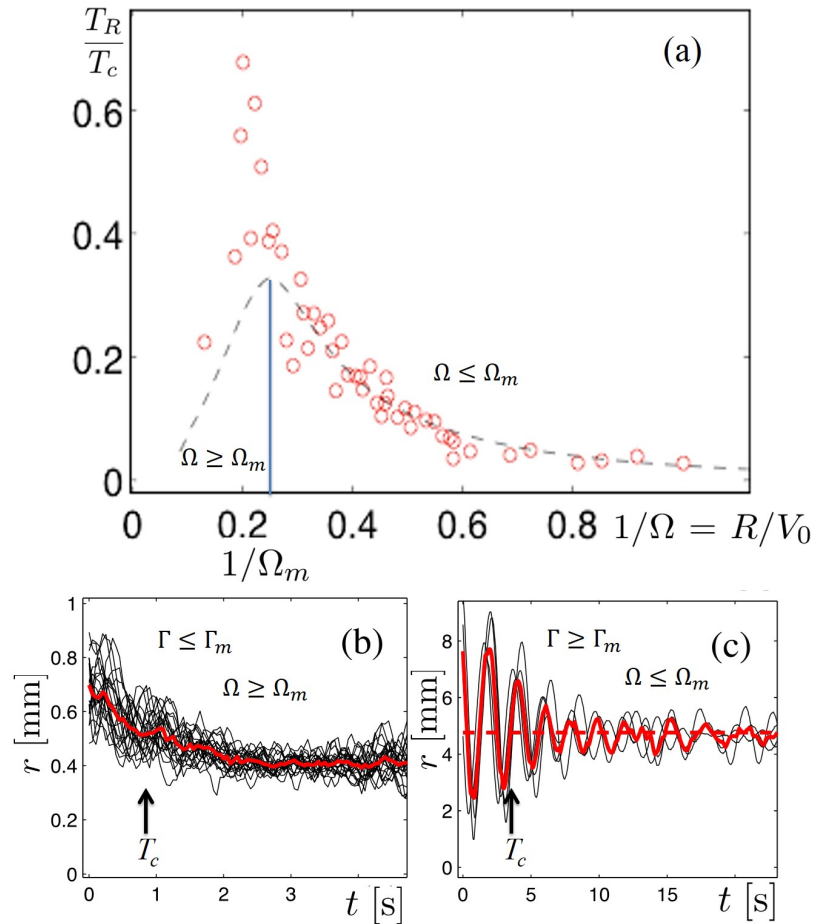 T_R
T_c
(a)
0.6
0.4
0.2
0
Ω ≤ Ω_m
Ω ≥ Ω_m
0 0.2 0.4 0.6 0.8 1/Ω = R/V_0
1/Ω_m
(b)
Γ ≤ Γ_m
Ω ≥ Ω_m
1
0.8
0.6
0.4
0.2
0
r [mm]
T_c
0 1 2 3 t [s]
(c)
Γ ≥ Γ_m
Ω ≤ Ω_m
8
6
4
2
0
r [mm]
T_c
0 5 10 15 t [s]